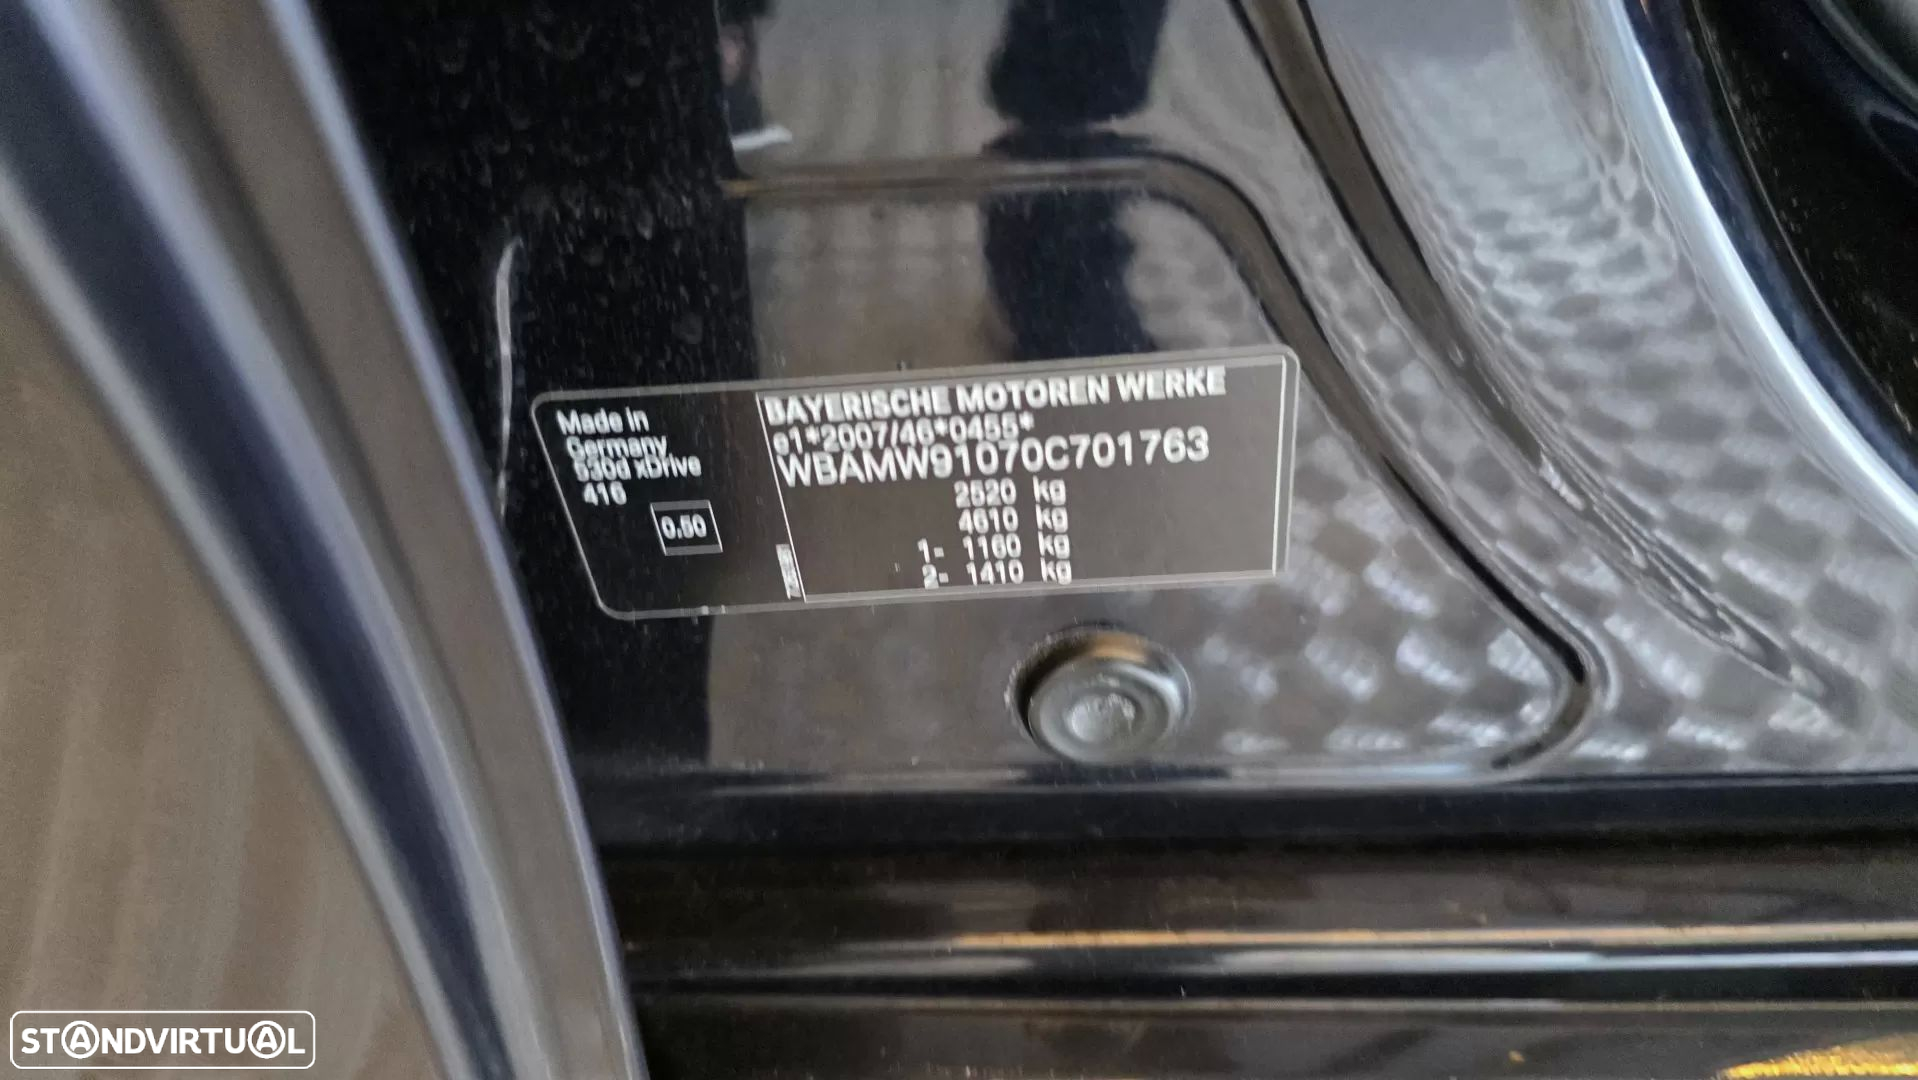 Made in
Germany
530d xDrive
416
0.50
BAYERISCHE MOTOREN WERKE
e1*2007/46*0455*
WBAMW91070C701763
2520 kg
4610 kg
1- 1160 kg
2- 1410 kg
STANDVIRTUAL